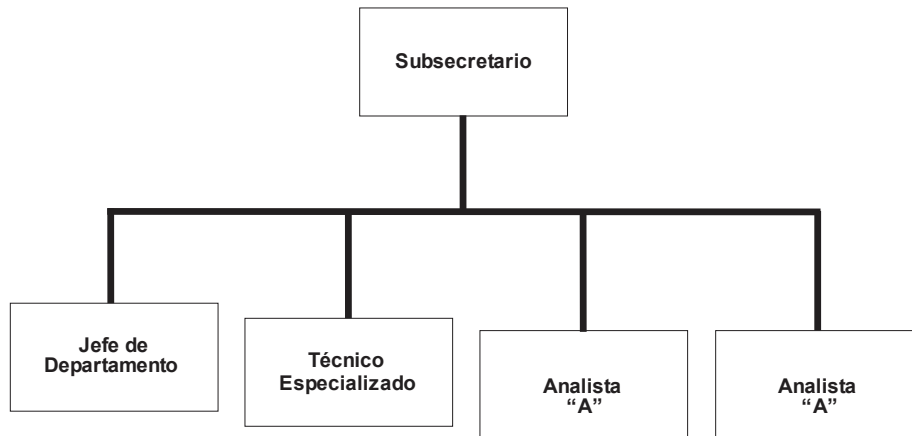 Subsecretario
Jefe de
Departamento
Técnico
Especializado
Analista
“A”
Analista
“A”